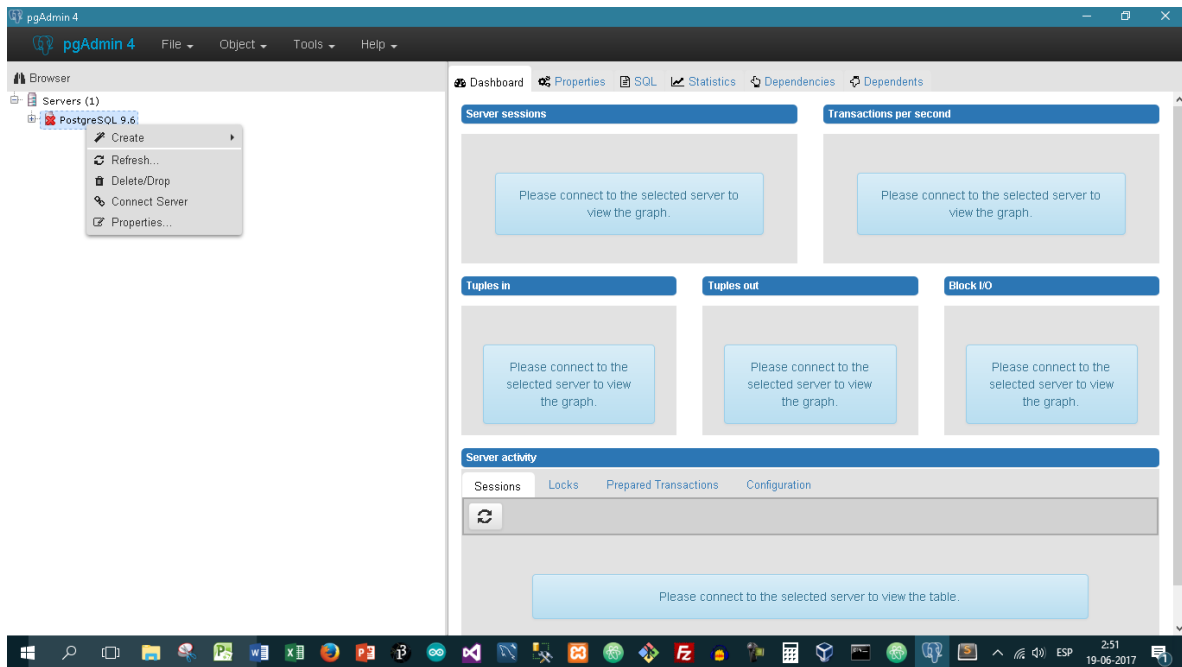 pgAdmin 4
pgAdmin 4 File Object Tools Help
Browser
Dashboard Properties SQL Statistics Dependencies Dependents
Servers (1)
PostgreSQL 9.6
Create
Refresh...
Delete/Drop
Connect Server
Properties...
Server sessions
Please connect to the selected server to
view the graph.
Transactions per second
Please connect to the selected server to
view the graph.
Tuples in
Please connect to the
selected server to view
the graph.
Tuples out
Please connect to the
selected server to view
the graph.
Block I/O
Please connect to the
selected server to view
the graph.
Server activity
Sessions Locks Prepared Transactions Configuration
Please connect to the selected server to view the table.
ESP
2:51
19-06-2017